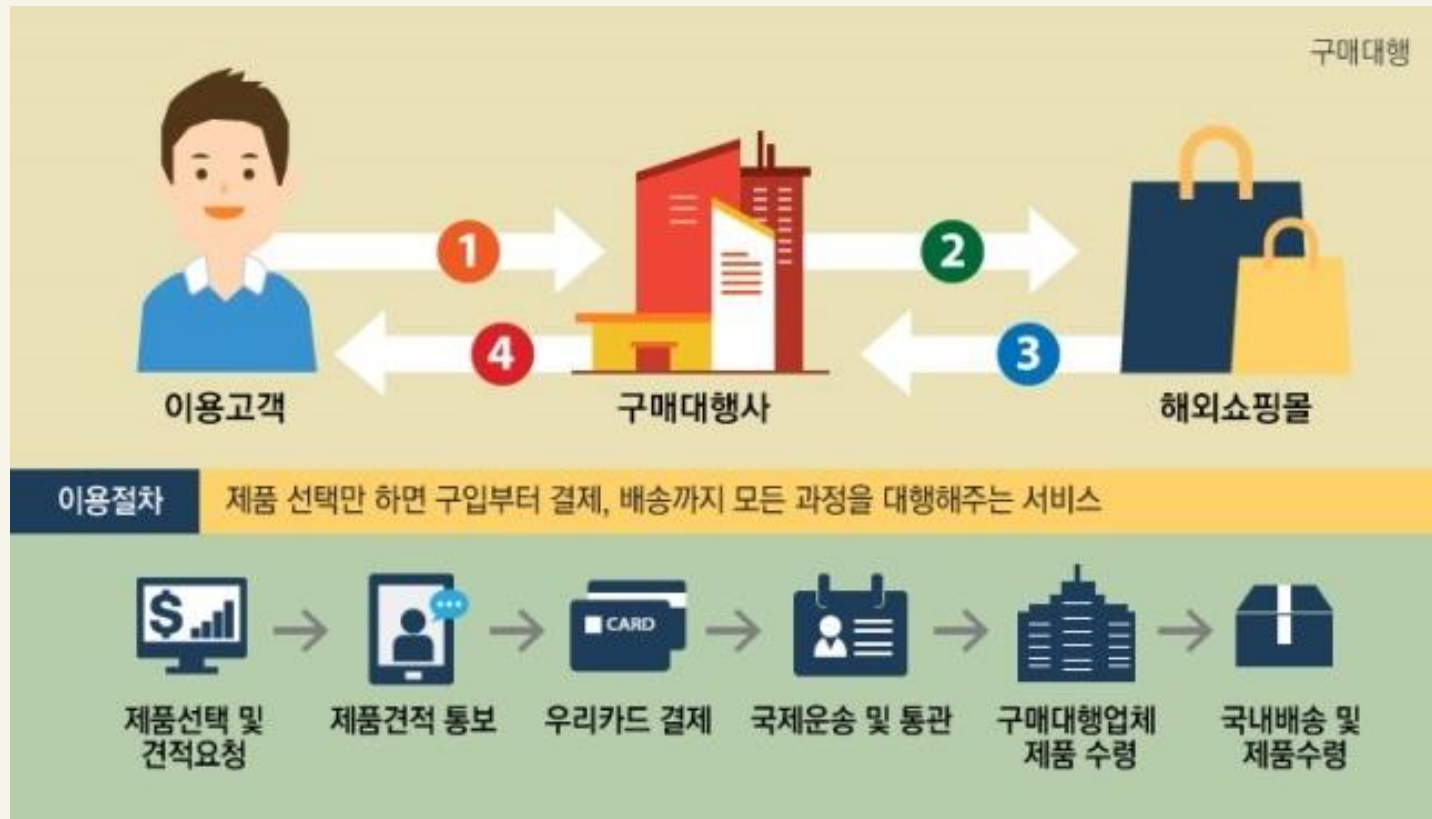 구매대행
1
2
4
3
이용고객
구매대행사
해외쇼핑몰
이용절차
제품 선택만 하면 구입부터 결제, 배송까지 모든 과정을 대행해주는 서비스
$
CARD
제품선택 및
견적요청
제품견적 통보
우리카드 결제
국제운송 및 통관
구매대행업체
제품 수령
국내배송 및
제품수령